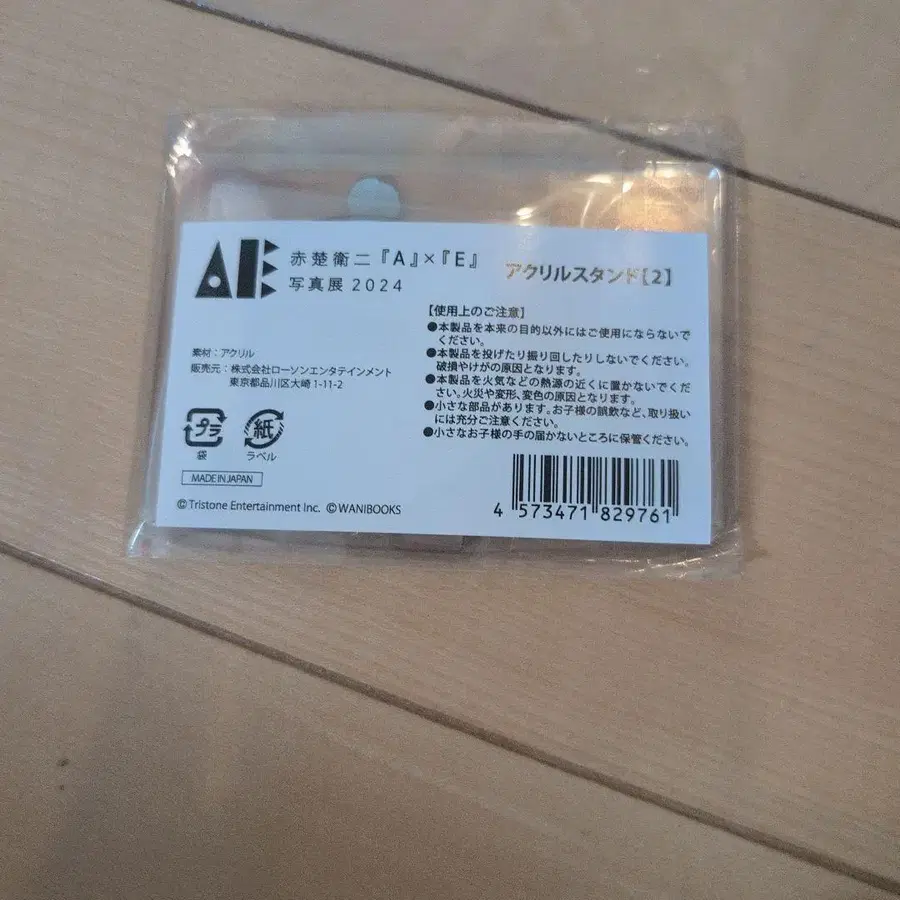 AE
赤楚衛二『A』×『E』
写真展 2024
アクリルスタンド【2】
素材：アクリル
販売元：株式会社ローソンエンタテインメント
東京都品川区大崎 1-11-2
プラ
袋
紙
ラベル
MADE IN JAPAN
©Tristone Entertainment Inc. ©WANIBOOKS
【使用上のご注意】
●本製品を本来の目的以外にはご使用にならないで
ください。
●本製品を投げたり振り回したりしないでください。
破損やけがの原因となります。
●本製品を火気などの熱源の近くに置かないでくだ
さい。火災や変形、変色の原因となります。
●小さな部品があります。お子様の誤飲など、取り扱い
には充分ご注意ください。
●小さなお子様の手の届かないところに保管ください。
4 573471 829761